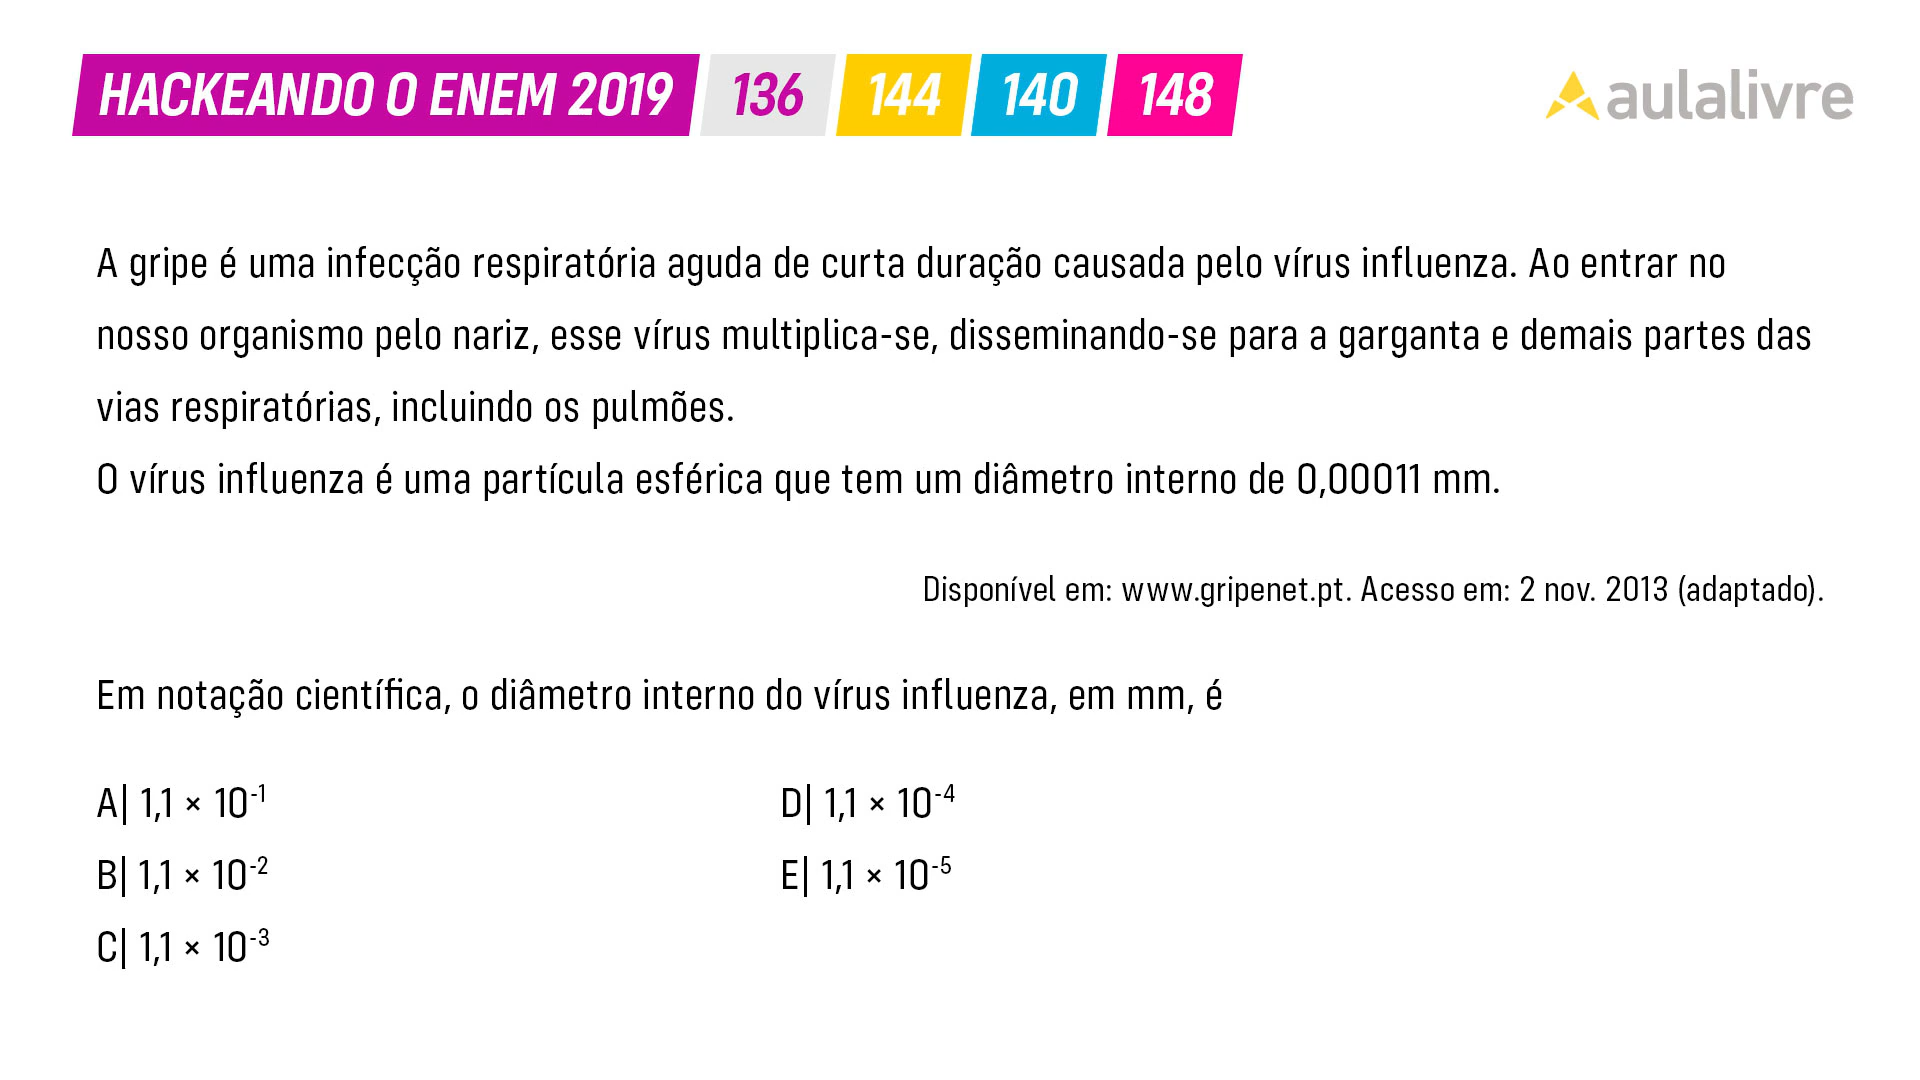 HACKEANDO O ENEM 2019 136 144 140 148 aulalivre
A gripe é uma infecção respiratória aguda de curta duração causada pelo vírus influenza. Ao entrar no
nosso organismo pelo nariz, esse vírus multiplica-se, disseminando-se para a garganta e demais partes das
vias respiratórias, incluindo os pulmões.
O vírus influenza é uma partícula esférica que tem um diâmetro interno de 0,00011 mm.
Disponível em: www.gripenet.pt. Acesso em: 2 nov. 2013 (adaptado).
Em notação científica, o diâmetro interno do vírus influenza, em mm, é
A| 1,1 × 10⁻¹
B| 1,1 × 10⁻²
C| 1,1 × 10⁻³
D| 1,1 × 10⁻⁴
E| 1,1 × 10⁻⁵